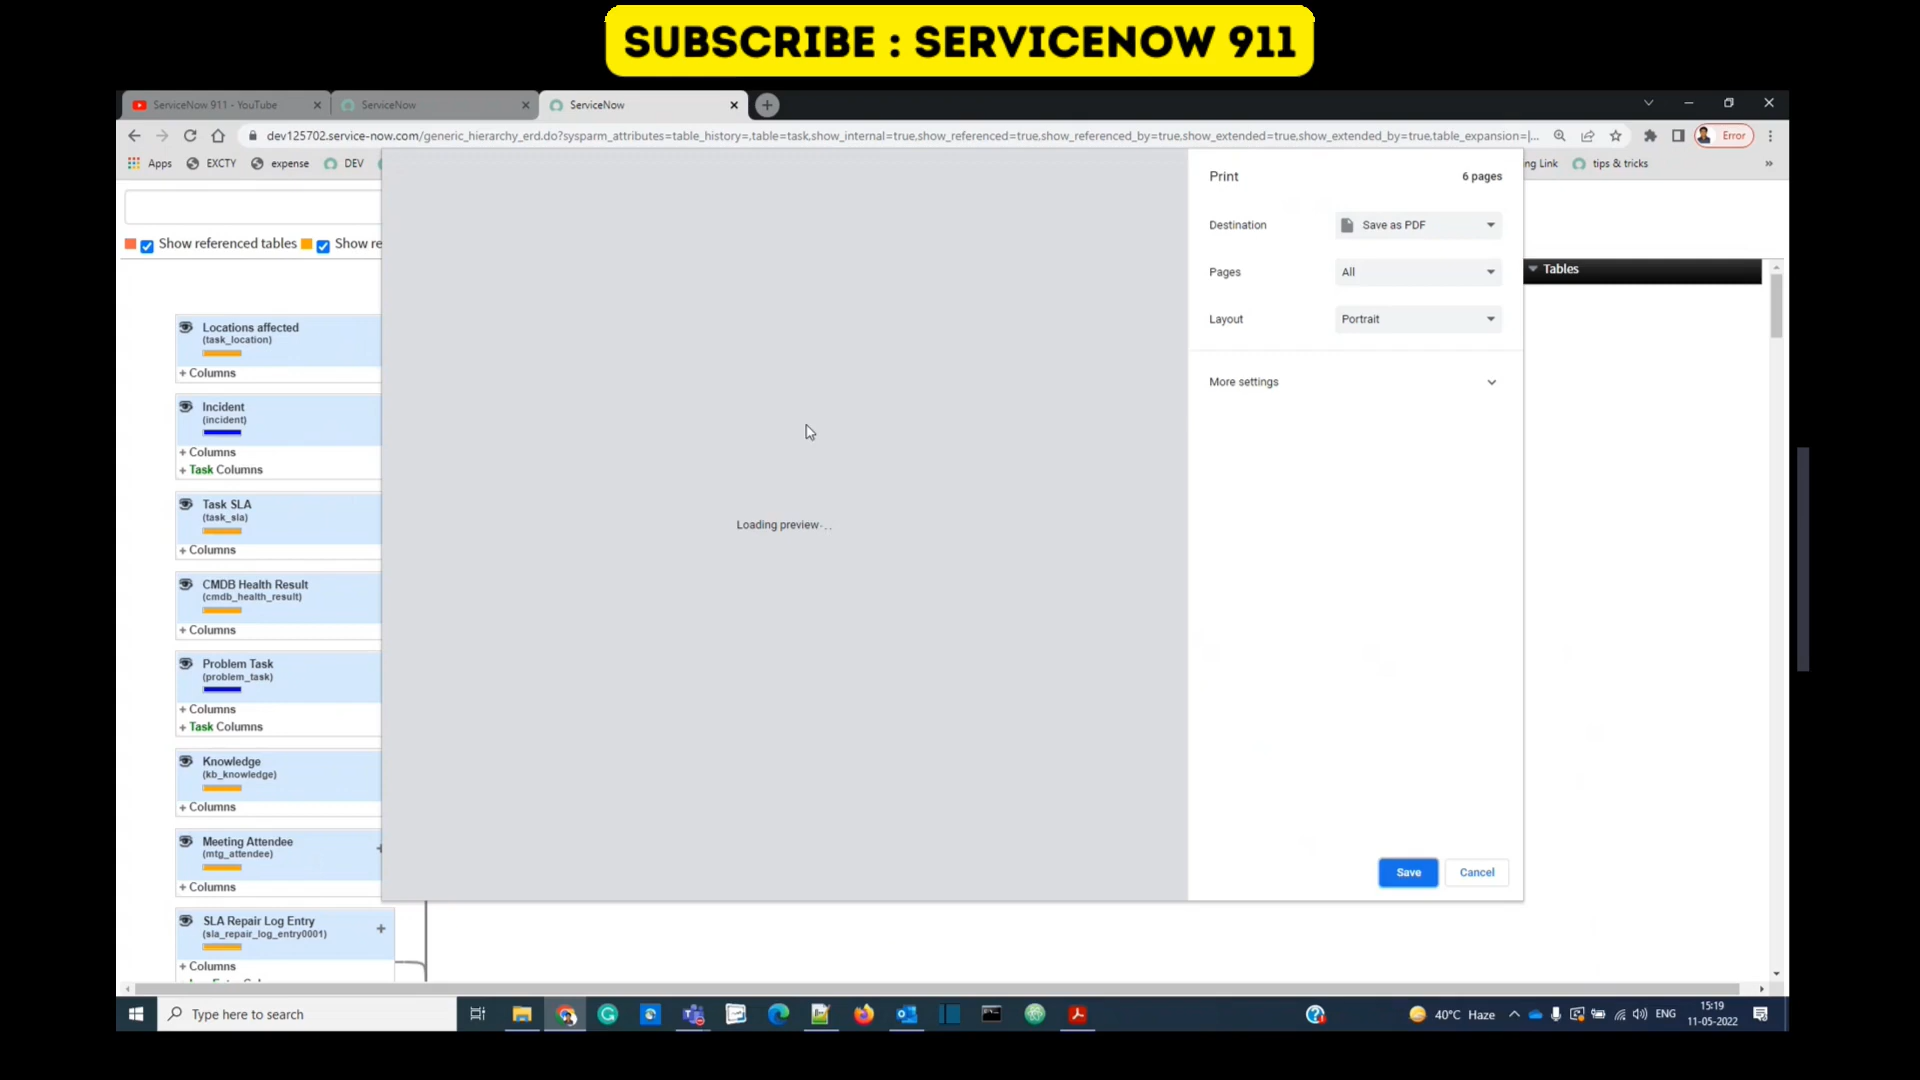 SUBSCRIBE : SERVICENOW 911
ServiceNow 911 - YouTube
ServiceNow
ServiceNow
dev125702.service-now.com/generic_hierarchy_erd.do?sysparm_attributes=table_history=,table=task,show_internal=true,show_referenced=true,show_referenced_by=true,show_extended=true,show_extended_by=true,table_expansion=|...
Error
Apps
EXCTY
expense
DEV
ng Link
tips & tricks
»
Show referenced tables
Show re
Print
6 pages
Destination
Save as PDF
Pages
All
Layout
Portrait
More settings
Save
Cancel
Loading preview
Tables
Locations affected
(task_location)
+ Columns
Incident
(incident)
+ Columns
+ Task Columns
Task SLA
(task_sla)
+ Columns
CMDB Health Result
(cmdb_health_result)
+ Columns
Problem Task
(problem_task)
+ Columns
+ Task Columns
Knowledge
(kb_knowledge)
+ Columns
Meeting Attendee
(mtg_attendee)
+ Columns
SLA Repair Log Entry
(sla_repair_log_entry0001)
+ Columns
Type here to search
40°C Haze
ENG
15:19
11-05-2022